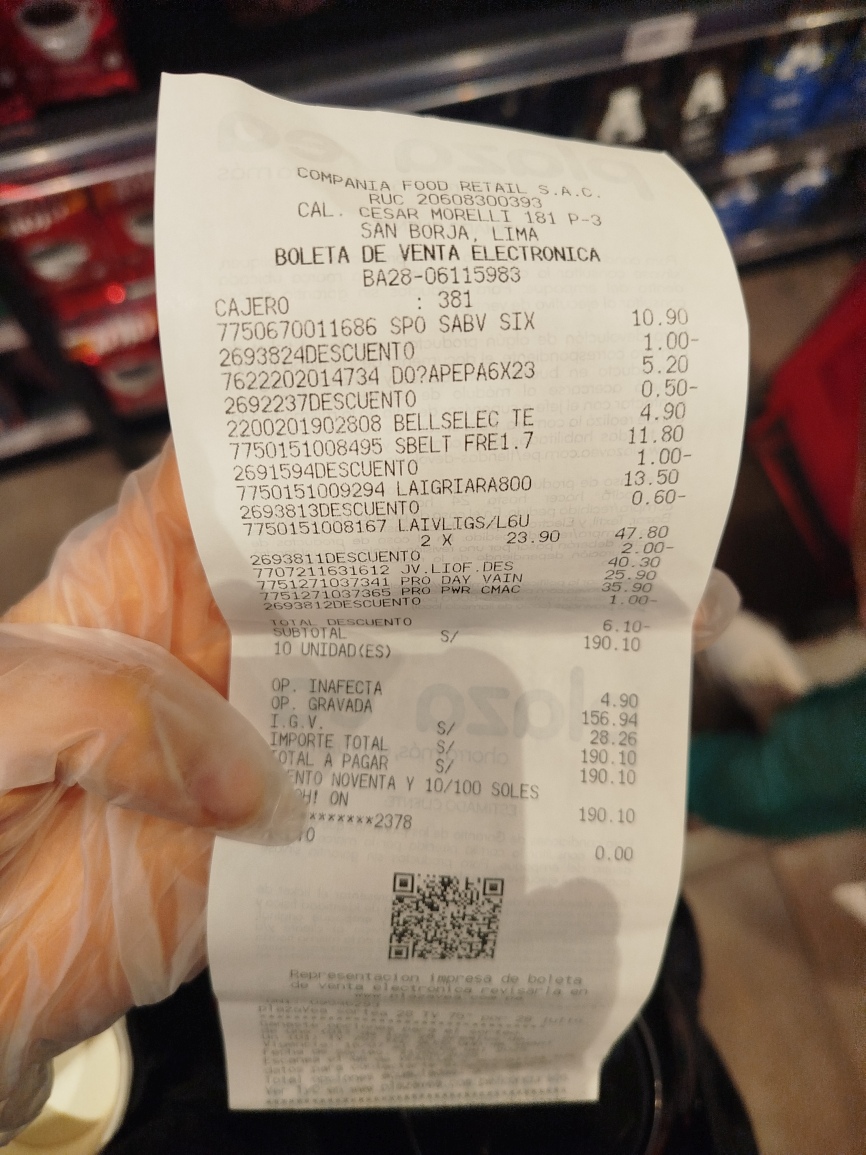 COMPANIA FOOD RETAIL S.A.C.
RUC 20608300393
CAL. CESAR MORELLI 181 P-3
SAN BORJA, LIMA
BOLETA DE VENTA ELECTRONICA
BA28-06115983
CAJERO : 381
7750670011686 SPO SABV SIX 10.90
2693824DESCUENTO 1.00-
7622202014734 DO?APEPA6X23 5.20
2692237DESCUENTO 0.50-
2200201902808 BELLSELEC TE 4.90
7750151008495 SBELT FRE1.7 11.80
2691594DESCUENTO 1.00-
7750151009294 LAIGRIARA800 13.50
2693813DESCUENTO 0.60-
7750151008167 LAIVLIGS/L6U
2 X 23.90 47.80
2693811DESCUENTO 2.00-
7707211631612 JV.LIOF.DES 40.30
7751271037341 PRO DAY VAIN 25.90
7751271037365 PRO PWR CMAC 35.90
2693812DESCUENTO 1.00-
TOTAL DESCUENTO 6.10-
SUBTOTAL S/ 190.10
10 UNIDAD(ES)
OP. INAFECTA 4.90
OP. GRAVADA 156.94
I.G.V. S/ 28.26
IMPORTE TOTAL S/ 190.10
OTAL A PAGAR S/ 190.10
ENTO NOVENTA Y 10/100 SOLES
OH! ON 190.10
********2378
TO 0.00
Representacion impresa de boleta
de venta electronica revisarla en